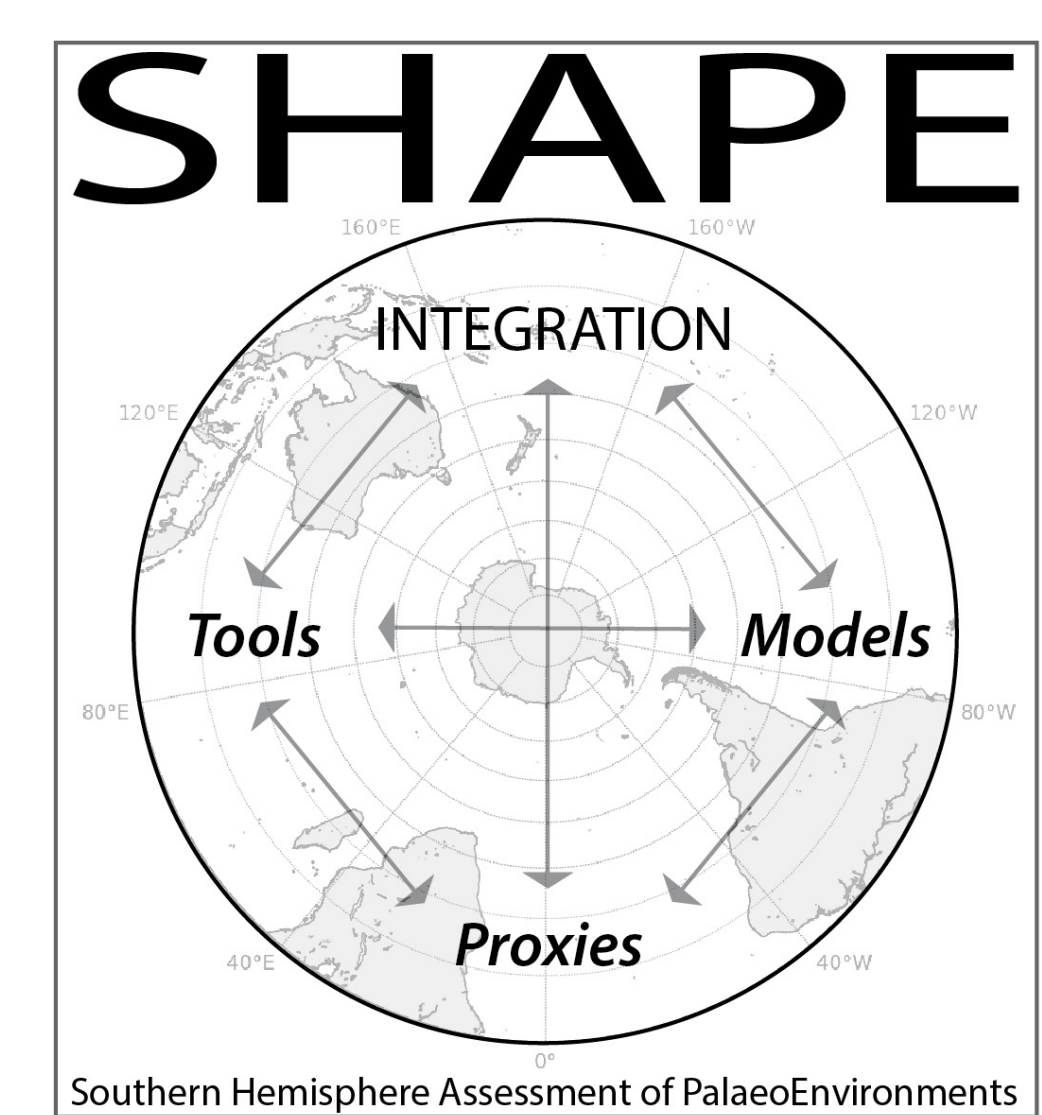 SHAPE
160°E 160°W
INTEGRATION
120°E 120°W
Tools Models
80°E 80°W
Proxies
40°E 40°W
0°
Southern Hemisphere Assessment of PalaeoEnvironments